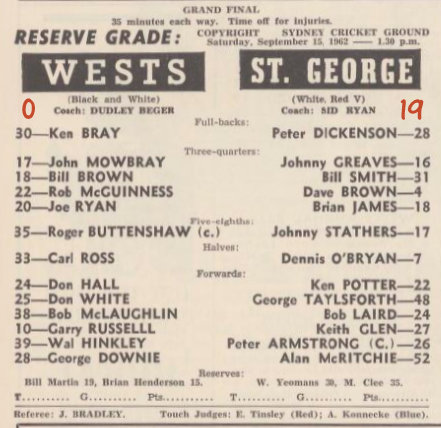 GRAND FINAL
35 minutes each way. Time off for injuries.
RESERVE GRADE: COPYRIGHT SYDNEY CRICKET GROUND
Saturday, September 15, 1962 — 1.30 p.m.
WESTS ST. GEORGE
(Black and White) (White, Red V)
0 Coach: DUDLEY BEGER Coach: SID RYAN 19
Full-backs:
30—Ken BRAY Peter DICKENSON—28
Three-quarters:
17—John MOWBRAY Johnny GREAVES—16
18—Bill BROWN Bill SMITH—31
22—Rob McGUINNESS Dave BROWN—4
20—Joe RYAN Brian JAMES—18
Five-eighths:
35—Roger BUTTENSHAW (c.) Johnny STATHERS—17
Halves:
33—Carl ROSS Dennis O'BRYAN—7
Forwards:
24—Don HALL Ken POTTER—22
25—Don WHITE George TAYLSFORTH—48
38—Bob McLAUGHLIN Bob LAIRD—24
10—Garry RUSSELLL Keith GLEN—27
39—Wal HINKLEY Peter ARMSTRONG (C.)—26
28—George DOWNIE Alan McRITCHIE—52
Reserves:
Bill Martin 19, Brian Henderson 15. W. Yeomans 30, M. Clee 35.
T.......... G.......... Pts........... T.......... G.......... Pts...........
Referee: J. BRADLEY. Touch Judges: E. Tinsley (Red); A. Konnecke (Blue).